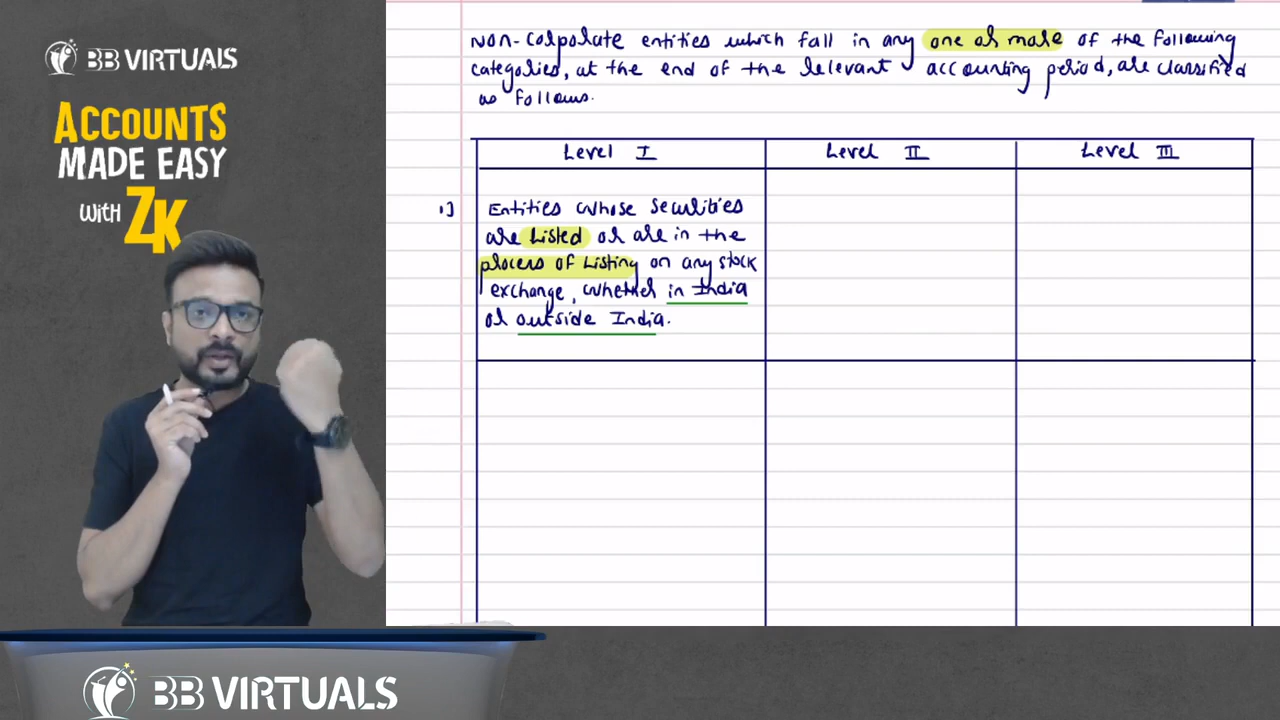 BB VIRTUALS
ACCOUNTS
MADE EASY
WITH ZK
Non-Corporate entities which fall in any one or more of the following
categories, at the end of the relevant accounting period, are classified
as follows.
Level I
Level II
Level III
1) Entities whose securities
are Listed or are in the
process of Listing on any stock
exchange, whether in India
or outside India.
BB VIRTUALS